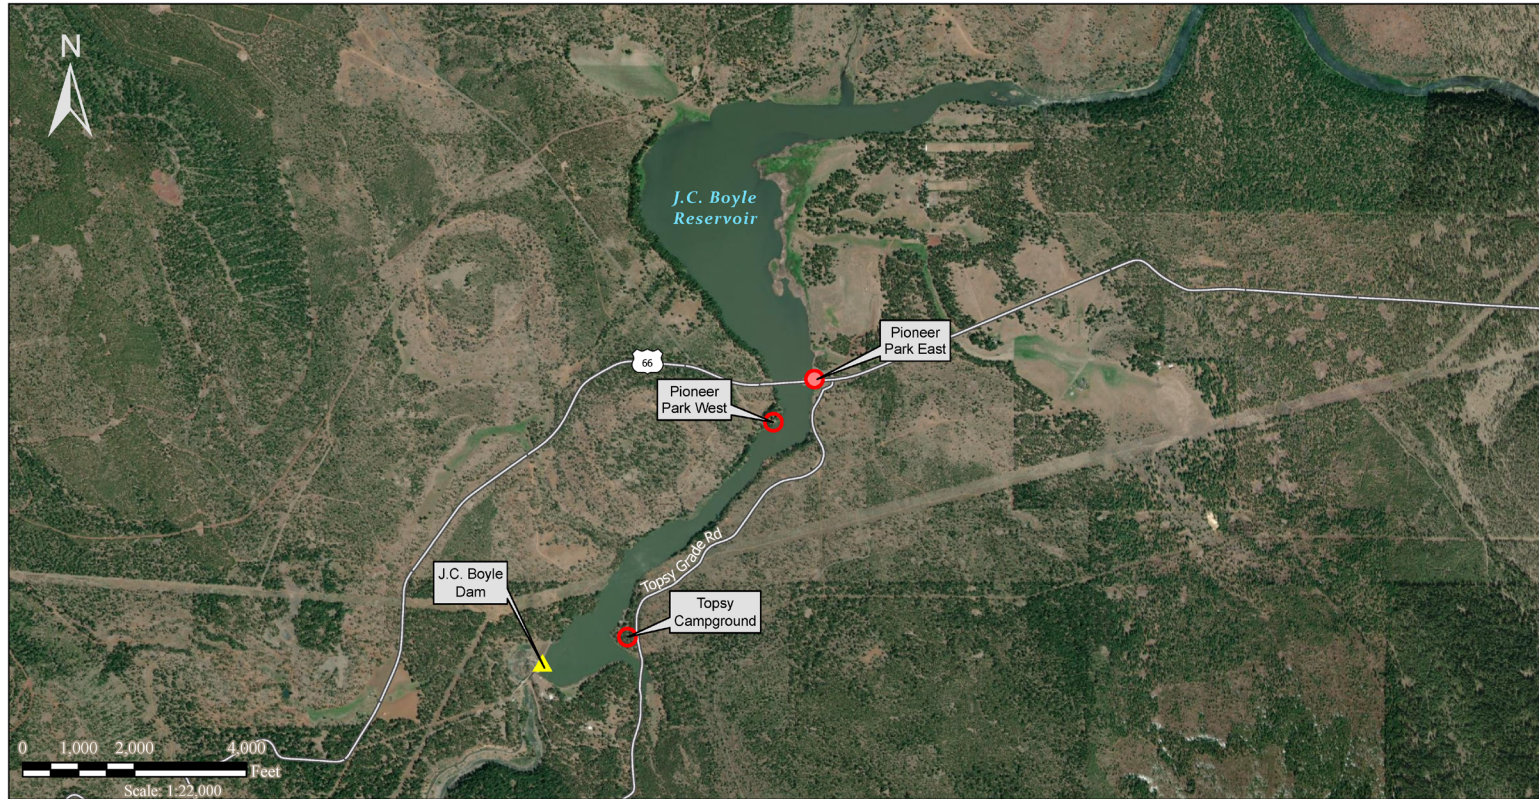 N
J.C. Boyle
Reservoir
Pioneer
Park East
66
Pioneer
Park West
Topsy Grade Rd
J.C. Boyle
Dam
Topsy
Campground
0 1,000 2,000 4,000
Feet
Scale: 1:22,000